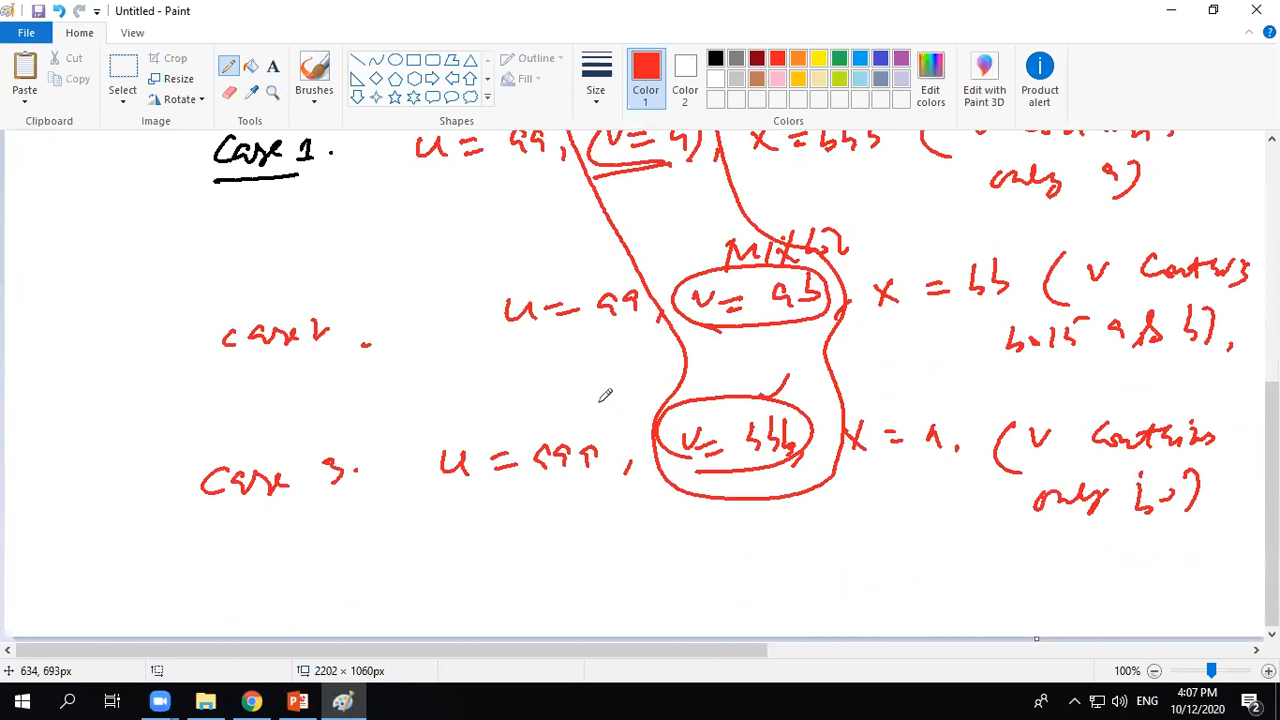 Untitled - Paint
File Home View
Paste Cut Copy Select Crop Resize Rotate Brushes Outline Fill Size Color 1 Color 2 Edit colors Edit with Paint 3D Product alert
Clipboard Image Tools Shapes Colors
Case 1. u = aa, (v = a), x = bbb (v
only a)
Mixed
case 2. u = aa, v = ab, x = bb (v contains
both a & b),
case 3. u = aaa, v = bbb, x = a. (v contains
only b)
634, 693px 2202 × 1060px 100%
ENG 4:07 PM 10/12/2020 2